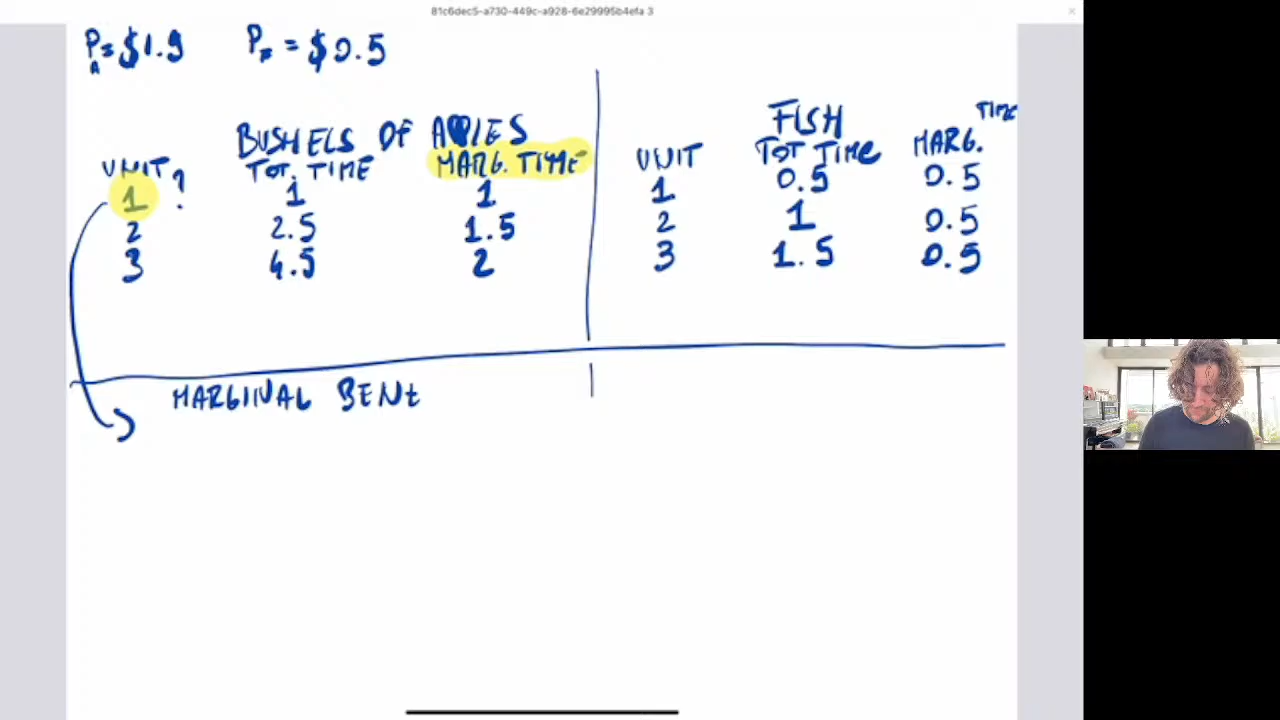 81c6dec5-a730-449c-a928-6e29995b4efa 3
PA=$1.9 = $0.5
BUSHELS OF APPLES
UNIT TOT. TIME MARG. TIME
1 ? 1 1
2 2.5 1.5
3 4.5 2
FISH
UNIT TOT TIME MARG. TIME
1 0.5 0.5
2 1 0.5
3 1.5 0.5
MARGINAL BENE